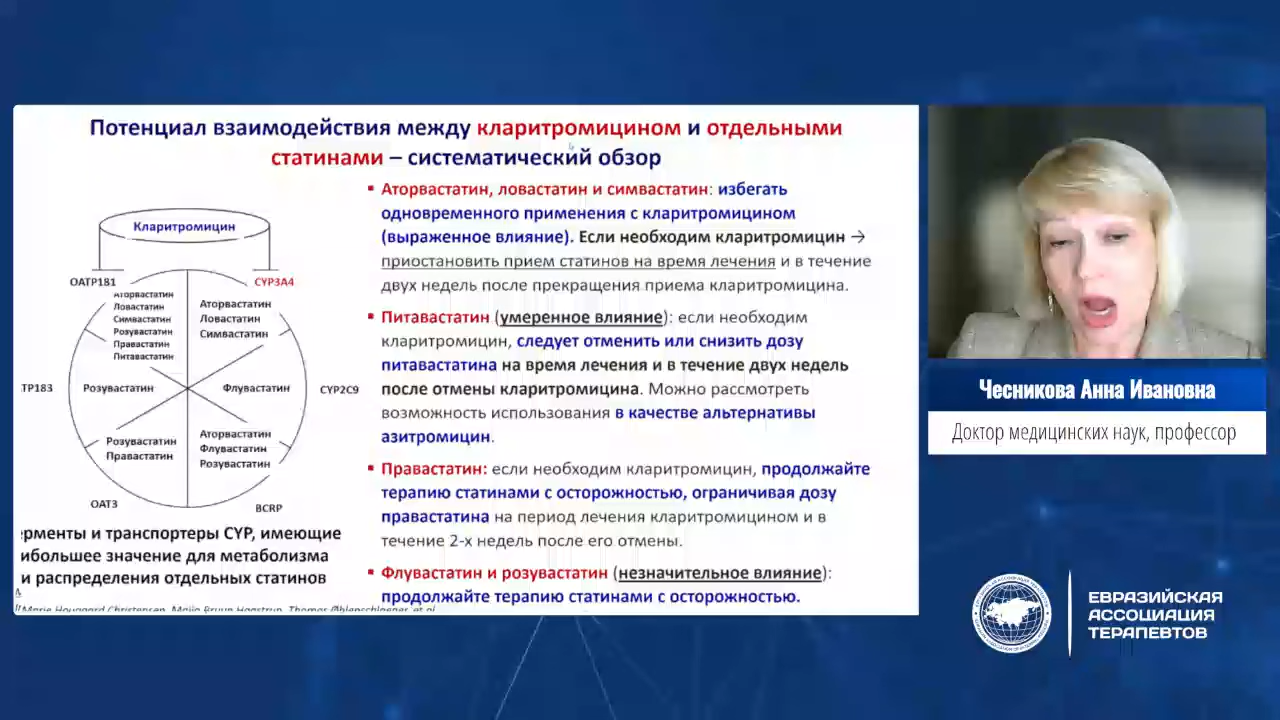 Потенциал взаимодействия между кларитромицином и отдельными
статинами – систематический обзор
Кларитромицин
OATP181
CYP3A4
Аторвастатин
Ловастатин
Симвастатин
Розувастатин
Правастатин
Питавастатин
Аторвастатин
Ловастатин
Симвастатин
TP183
Розувастатин
Флувастатин
CYP2C9
Розувастатин
Правастатин
Аторвастатин
Флувастатин
Розувастатин
OAT3
BCRP
ерменты и транспортеры CYP, имеющие
ибольшее значение для метаболизма
и распределения отдельных статинов
▪ Аторвастатин, ловастатин и симвастатин: избегать
одновременного применения с кларитромицином
(выраженное влияние). Если необходим кларитромицин →
приостановить прием статинов на время лечения и в течение
двух недель после прекращения приема кларитромицина.
▪ Питавастатин (умеренное влияние): если необходим
кларитромицин, следует отменить или снизить дозу
питавастатина на время лечения и в течение двух недель
после отмены кларитромицина. Можно рассмотреть
возможность использования в качестве альтернативы
азитромицин.
▪ Правастатин: если необходим кларитромицин, продолжайте
терапию статинами с осторожностью, ограничивая дозу
правастатина на период лечения кларитромицином и в
течение 2-х недель после его отмены.
▪ Флувастатин и розувастатин (незначительное влияние):
продолжайте терапию статинами с осторожностью.
Чесникова Анна Ивановна
Доктор медицинских наук, профессор
ЕВРАЗИЙСКАЯ
АССОЦИАЦИЯ
ТЕРАПЕВТОВ